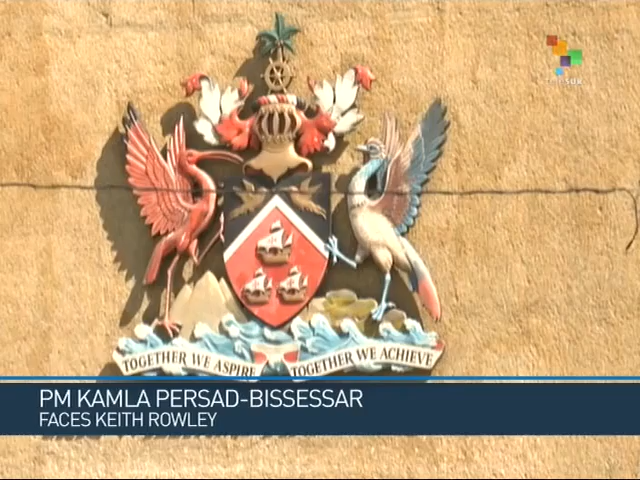 TOGETHER WE ASPIRE
TOGETHER WE ACHIEVE
PM KAMLA PERSAD-BISSESSAR
FACES KEITH ROWLEY